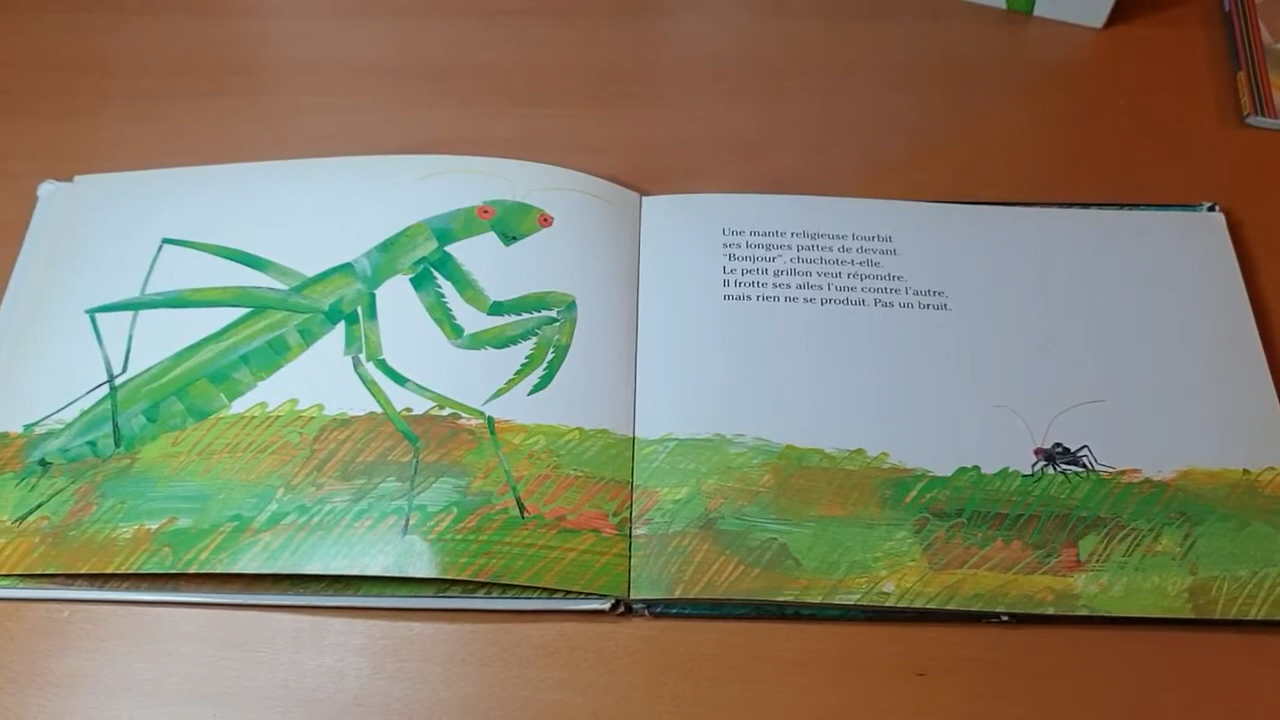 Une mante religieuse fourbit
ses longues pattes de devant.
“Bonjour”, chuchote-t-elle.
Le petit grillon veut répondre.
Il frotte ses ailes l'une contre l'autre,
mais rien ne se produit. Pas un bruit.